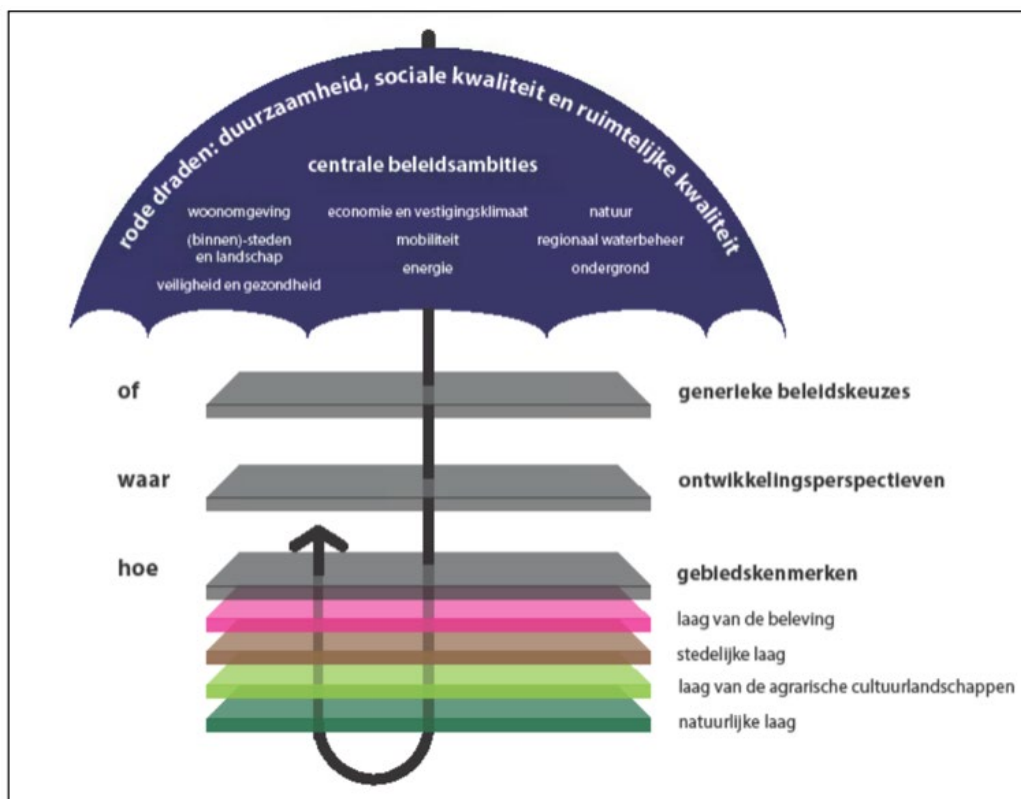 rode draden: duurzaamheid, sociale kwaliteit en ruimtelijke kwaliteit
centrale beleidsambities
woonomgeving
(binnen)-steden
en landschap
veiligheid en gezondheid
economie en vestigingsklimaat
mobiliteit
energie
natuur
regionaal waterbeheer
ondergrond
of
generieke beleidskeuzes
waar
ontwikkelingsperspectieven
hoe
gebiedskenmerken
laag van de beleving
stedelijke laag
laag van de agrarische cultuurlandschappen
natuurlijke laag